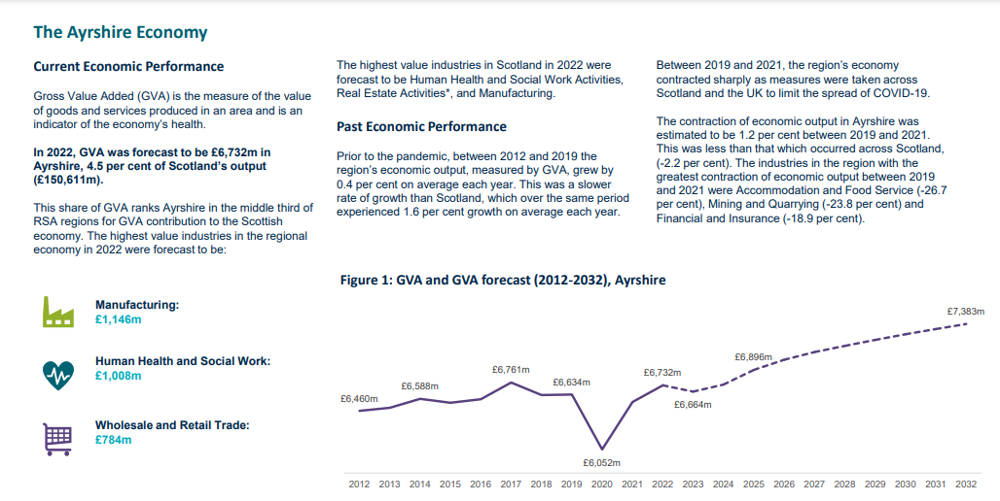 The Ayrshire Economy
Current Economic Performance
Gross Value Added (GVA) is the measure of the value
of goods and services produced in an area and is an
indicator of the economy's health.
In 2022, GVA was forecast to be £6,732m in
Ayrshire, 4.5 per cent of Scotland's output
(£150,611m).
This share of GVA ranks Ayrshire in the middle third of
RSA regions for GVA contribution to the Scottish
economy. The highest value industries in the regional
economy in 2022 were forecast to be:
Manufacturing:
£1,146m
Human Health and Social Work:
£1,008m
Wholesale and Retail Trade:
£784m
The highest value industries in Scotland in 2022 were
forecast to be Human Health and Social Work Activities,
Real Estate Activities*, and Manufacturing.
Past Economic Performance
Prior to the pandemic, between 2012 and 2019 the
region's economic output, measured by GVA, grew by
0.4 per cent on average each year. This was a slower
rate of growth than Scotland, which over the same period
experienced 1.6 per cent growth on average each year.
Between 2019 and 2021, the region's economy
contracted sharply as measures were taken across
Scotland and the UK to limit the spread of COVID-19.
The contraction of economic output in Ayrshire was
estimated to be 1.2 per cent between 2019 and 2021.
This was less than that which occurred across Scotland,
(-2.2 per cent). The industries in the region with the
greatest contraction of economic output between 2019
and 2021 were Accommodation and Food Service (-26.7
per cent), Mining and Quarrying (-23.8 per cent) and
Financial and Insurance (-18.9 per cent).
Figure 1: GVA and GVA forecast (2012-2032), Ayrshire
£6,460m
£6,588m
£6,761m
£6,634m
£6,052m
£6,732m
£6,664m
£6,896m
£7,383m
2012 2013 2014 2015 2016 2017 2018 2019 2020 2021 2022 2023 2024 2025 2026 2027 2028 2029 2030 2031 2032